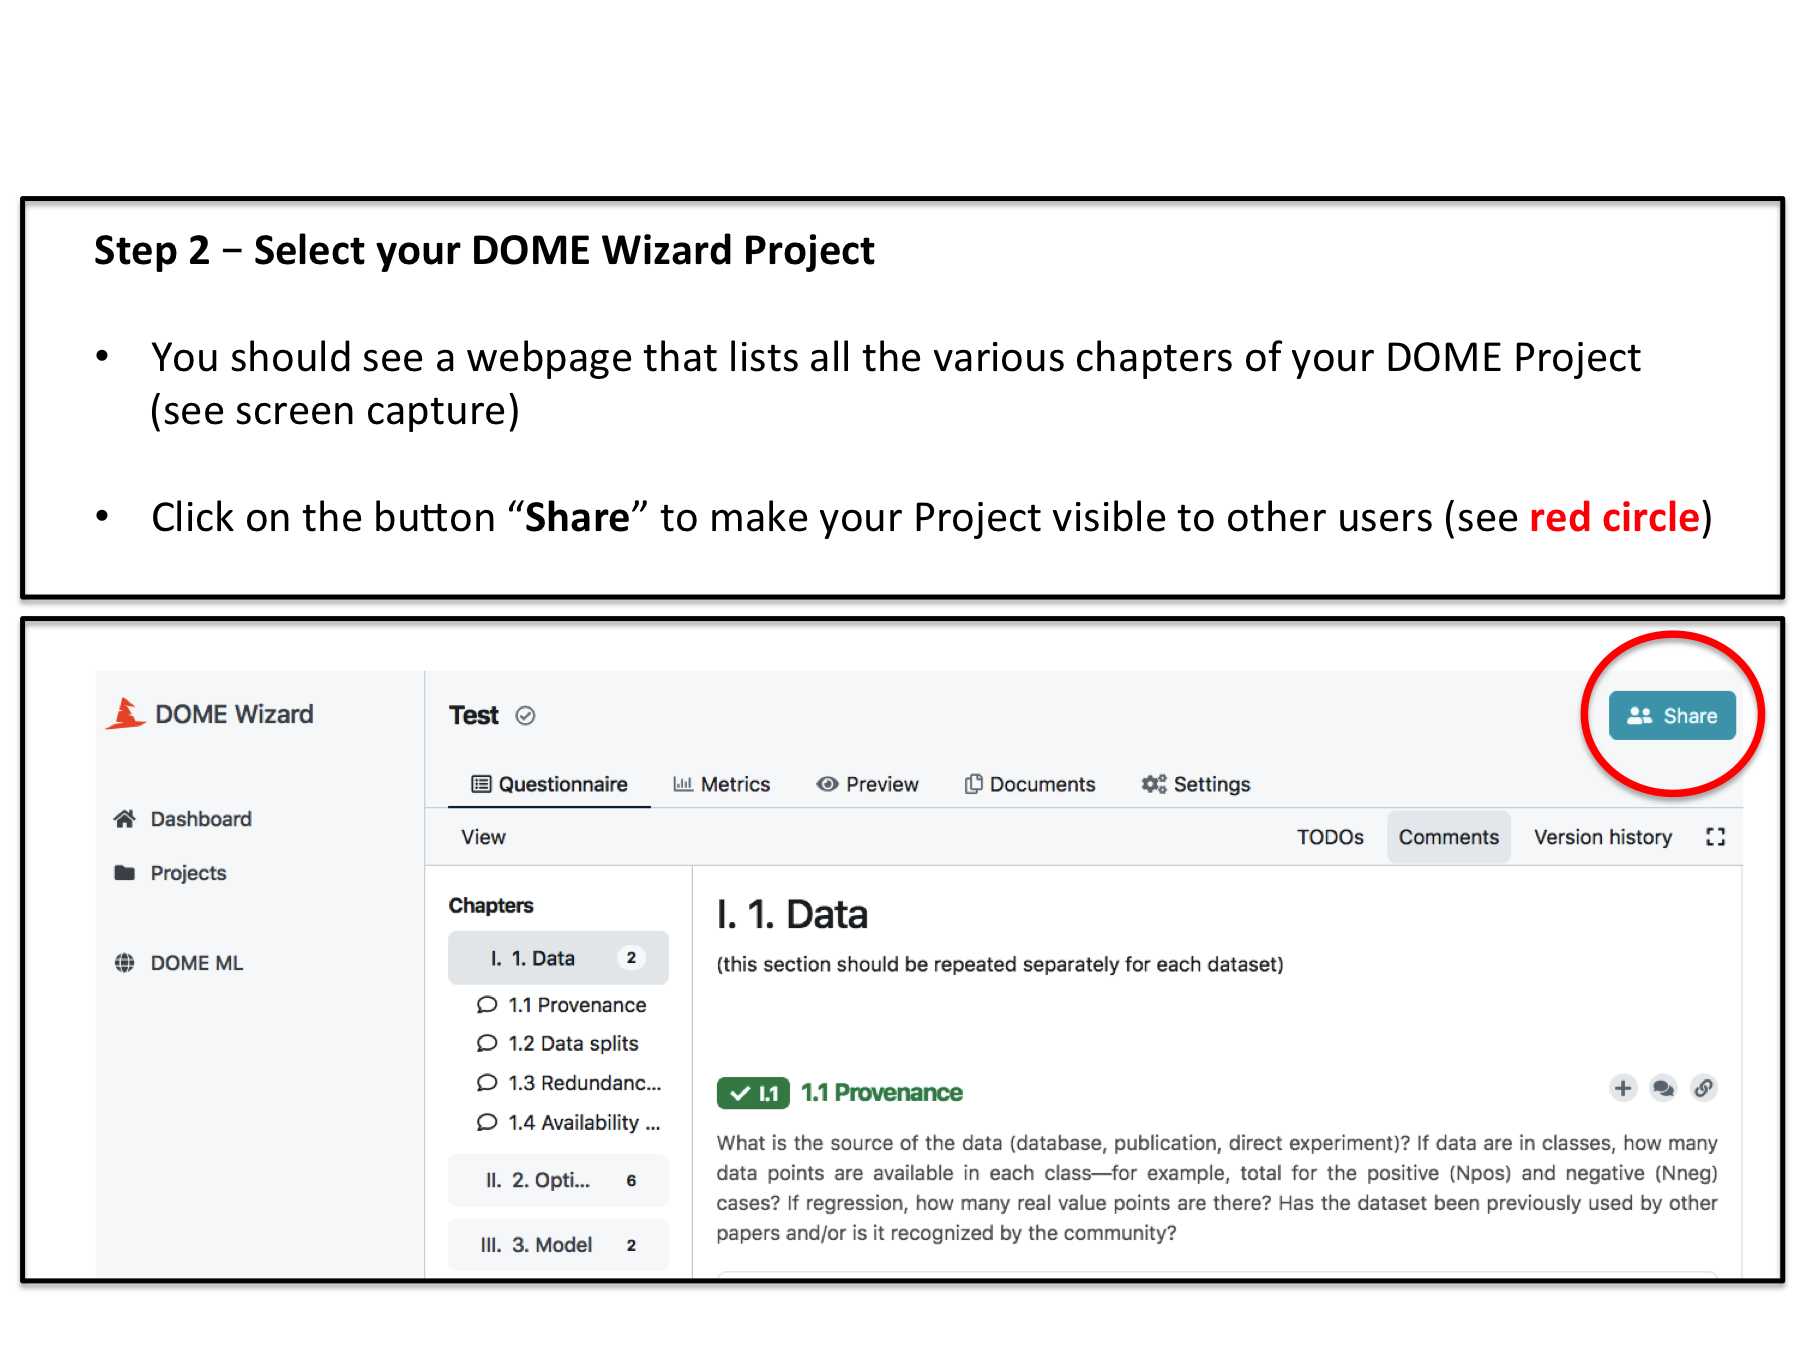 Step 2 – Select your DOME Wizard Project
• You should see a webpage that lists all the various chapters of your DOME Project
(see screen capture)
• Click on the button “Share” to make your Project visible to other users (see red circle)
DOME Wizard
Test
Share
Questionnaire Metrics Preview Documents Settings
Dashboard
View TODOs Comments Version history
Projects
DOME ML
Chapters
I. 1. Data 2
1.1 Provenance
1.2 Data splits
1.3 Redundanc...
1.4 Availability ...
II. 2. Opti... 6
III. 3. Model 2
I. 1. Data
(this section should be repeated separately for each dataset)
I.1 1.1 Provenance
What is the source of the data (database, publication, direct experiment)? If data are in classes, how many
data points are available in each class—for example, total for the positive (Npos) and negative (Nneg)
cases? If regression, how many real value points are there? Has the dataset been previously used by other
papers and/or is it recognized by the community?